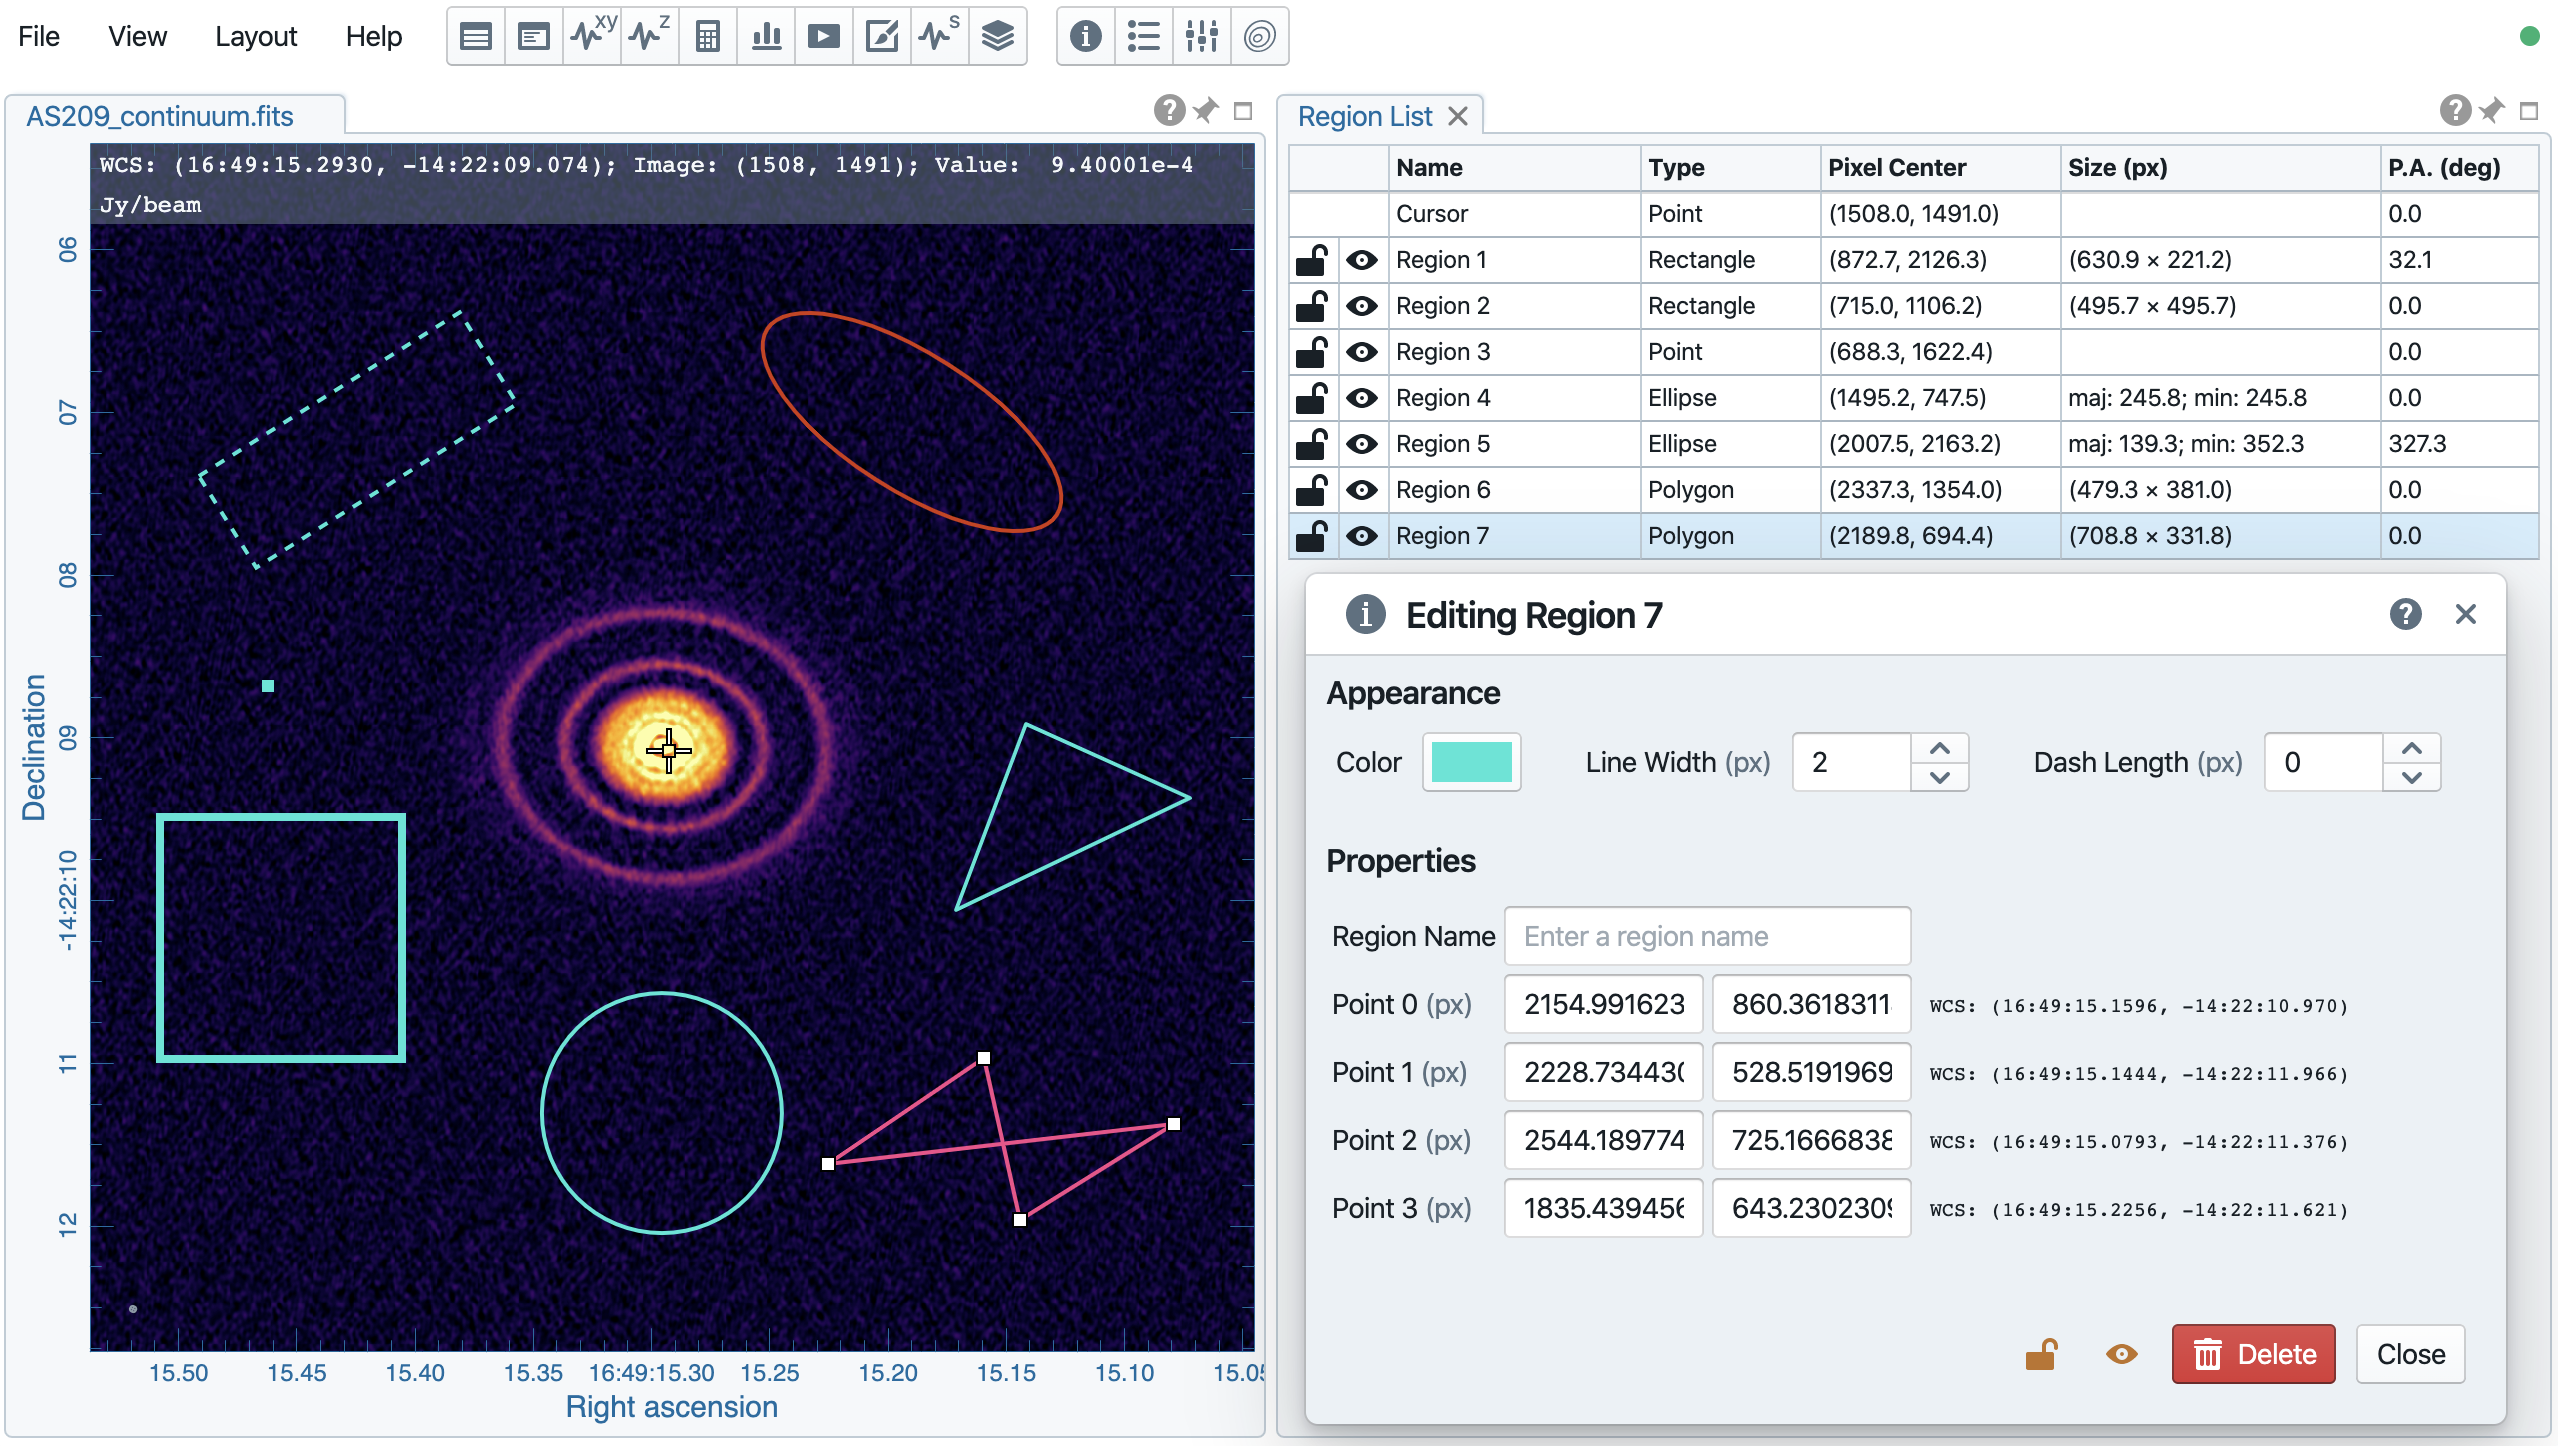 File View Layout Help xy z s
AS209_continuum.fits
WCS: (16:49:15.2930, -14:22:09.074); Image: (1508, 1491); Value: 9.40001e-4
Jy/beam
06
07
08
09
-14:22:10
11
12
Declination
15.50 15.45 15.40 15.35 16:49:15.30 15.25 15.20 15.15 15.10 15.05
Right ascension
Region List
Name Type Pixel Center Size (px) P.A. (deg)
Cursor Point (1508.0, 1491.0) 0.0
Region 1 Rectangle (872.7, 2126.3) (630.9 × 221.2) 32.1
Region 2 Rectangle (715.0, 1106.2) (495.7 × 495.7) 0.0
Region 3 Point (688.3, 1622.4) 0.0
Region 4 Ellipse (1495.2, 747.5) maj: 245.8; min: 245.8 0.0
Region 5 Ellipse (2007.5, 2163.2) maj: 139.3; min: 352.3 327.3
Region 6 Polygon (2337.3, 1354.0) (479.3 × 381.0) 0.0
Region 7 Polygon (2189.8, 694.4) (708.8 × 331.8) 0.0
Editing Region 7
Appearance
Color Line Width (px) 2 Dash Length (px) 0
Properties
Region Name Enter a region name
Point 0 (px) 2154.991623 860.3618311 WCS: (16:49:15.1596, -14:22:10.970)
Point 1 (px) 2228.734430 528.5191969 WCS: (16:49:15.1444, -14:22:11.966)
Point 2 (px) 2544.189774 725.1666838 WCS: (16:49:15.0793, -14:22:11.376)
Point 3 (px) 1835.439456 643.2302309 WCS: (16:49:15.2256, -14:22:11.621)
Delete Close